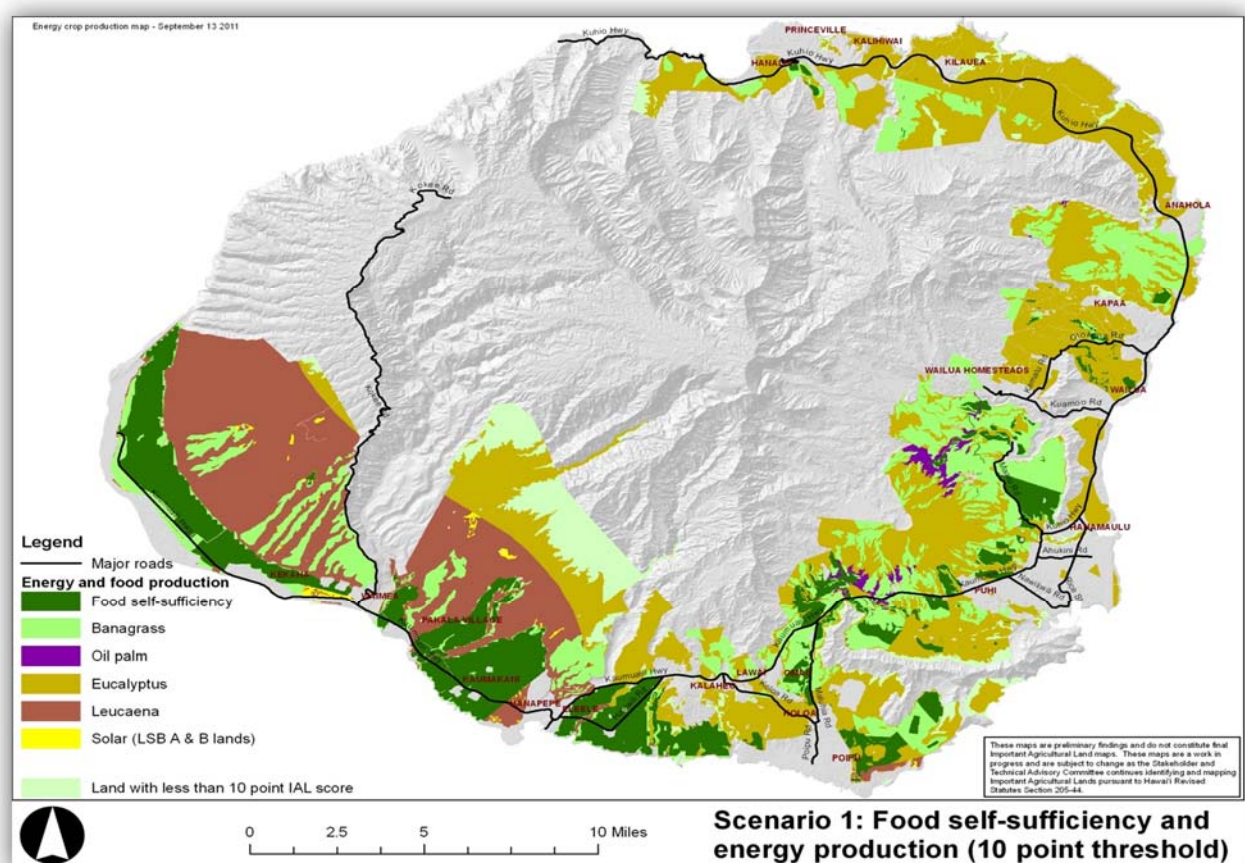 Energy crop production map - September 13 2011
Kuhio Hwy
PRINCEVILLE
KALIHIWAI
Kuhio Hwy
KILAUEA
Kuhio Hwy
Kokee Rd
ANAHOLA
KAPAA
WAILUA HOMESTEADS
Kuamoo Rd
HANAMAULU
Kuhio Hwy
Ahukini Rd
Nawiliwili Rd
PUHI
KEKAHA
WAIMEA
PAKALA VILLAGE
KAUMAKANI
HANAPEPE
ELEELE
Kaumualii Hwy
KALAHEO
LAWAI
KOLOA
Poipu Rd
POIPU
Legend
Major roads
Energy and food production
Food self-sufficiency
Banagrass
Oil palm
Eucalyptus
Leucaena
Solar (LSB A & B lands)
Land with less than 10 point IAL score
These maps are preliminary findings and do not constitute final
Important Agricultural Land maps. These maps are a work in
progress and are subject to change as the Stakeholder and
Technical Advisory Committee continues identifying and mapping
Important Agricultural Lands pursuant to Hawai'i Revised
Statutes Section 205-44.
0 2.5 5 10 Miles
Scenario 1: Food self-sufficiency and
energy production (10 point threshold)